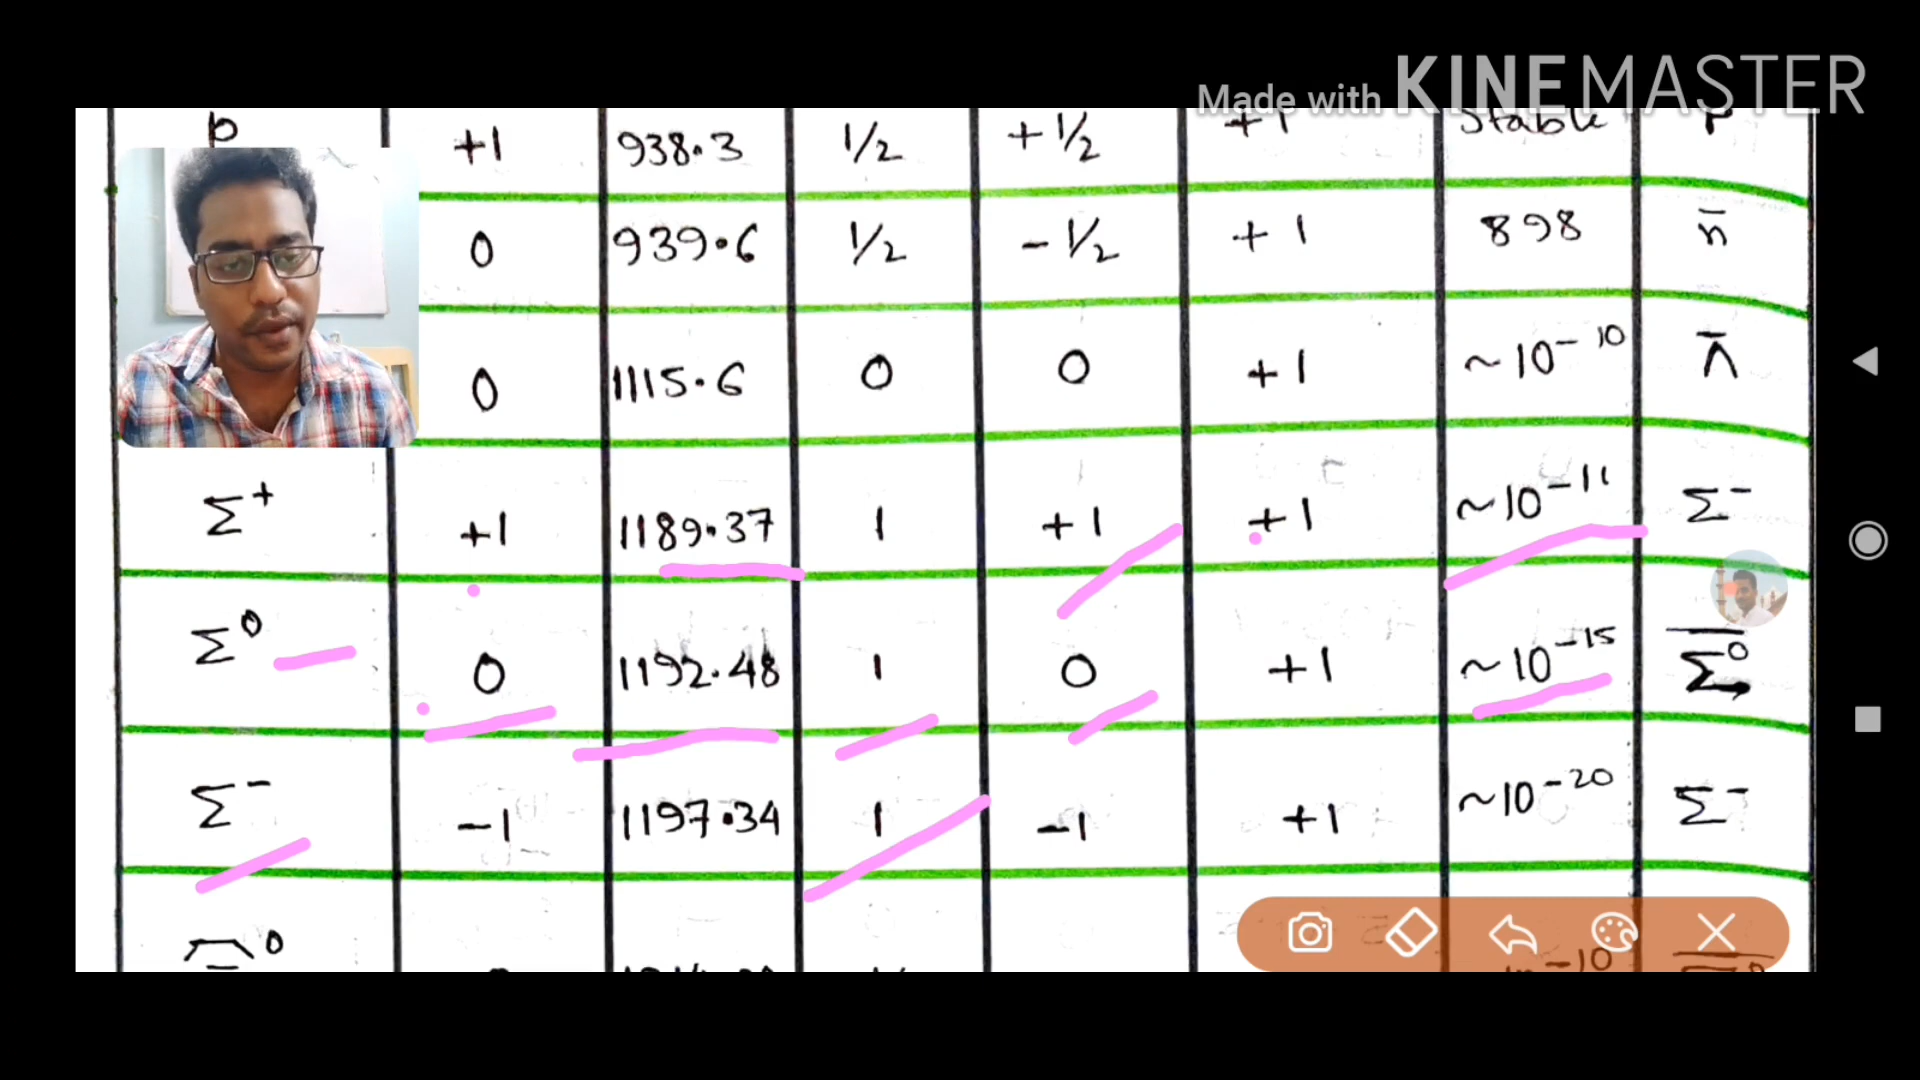 Made with KINEMASTER
p +1 938.3 1/2 +1/2 +1 Stable
0 939.6 1/2 -1/2 +1 898 n̄
0 1115.6 0 0 +1 ~10⁻¹⁰ Λ̄
Σ⁺ +1 1189.37 1 +1 +1 ~10⁻¹¹ Σ⁻
Σ⁰ 0 1192.48 1 0 +1 ~10⁻¹⁵ Σ̅⁰
Σ⁻ -1 1197.34 1 -1 +1 ~10⁻²⁰ Σ⁻